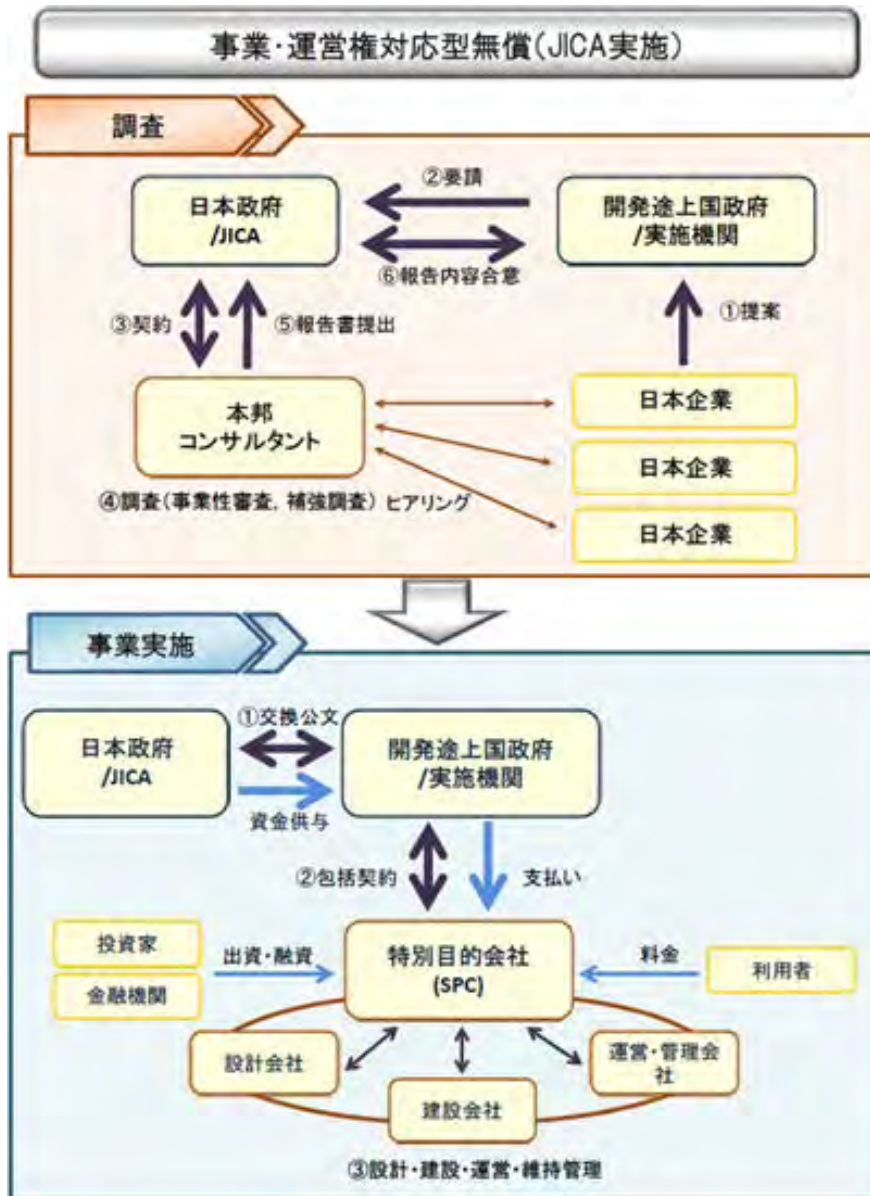 事業・運営権対応型無償(JICA実施)
調査
②要請
日本政府
/JICA
開発途上国政府
/実施機関
⑥報告内容合意
③契約
⑤報告書提出
①提案
本邦
コンサルタント
日本企業
日本企業
日本企業
④調査(事業性審査,補強調査) ヒアリング
事業実施
①交換公文
日本政府
/JICA
開発途上国政府
/実施機関
資金供与
②包括契約
支払い
投資家
金融機関
出資・融資
特別目的会社
(SPC)
料金
利用者
設計会社
建設会社
運営・管理会
社
③設計・建設・運営・維持管理